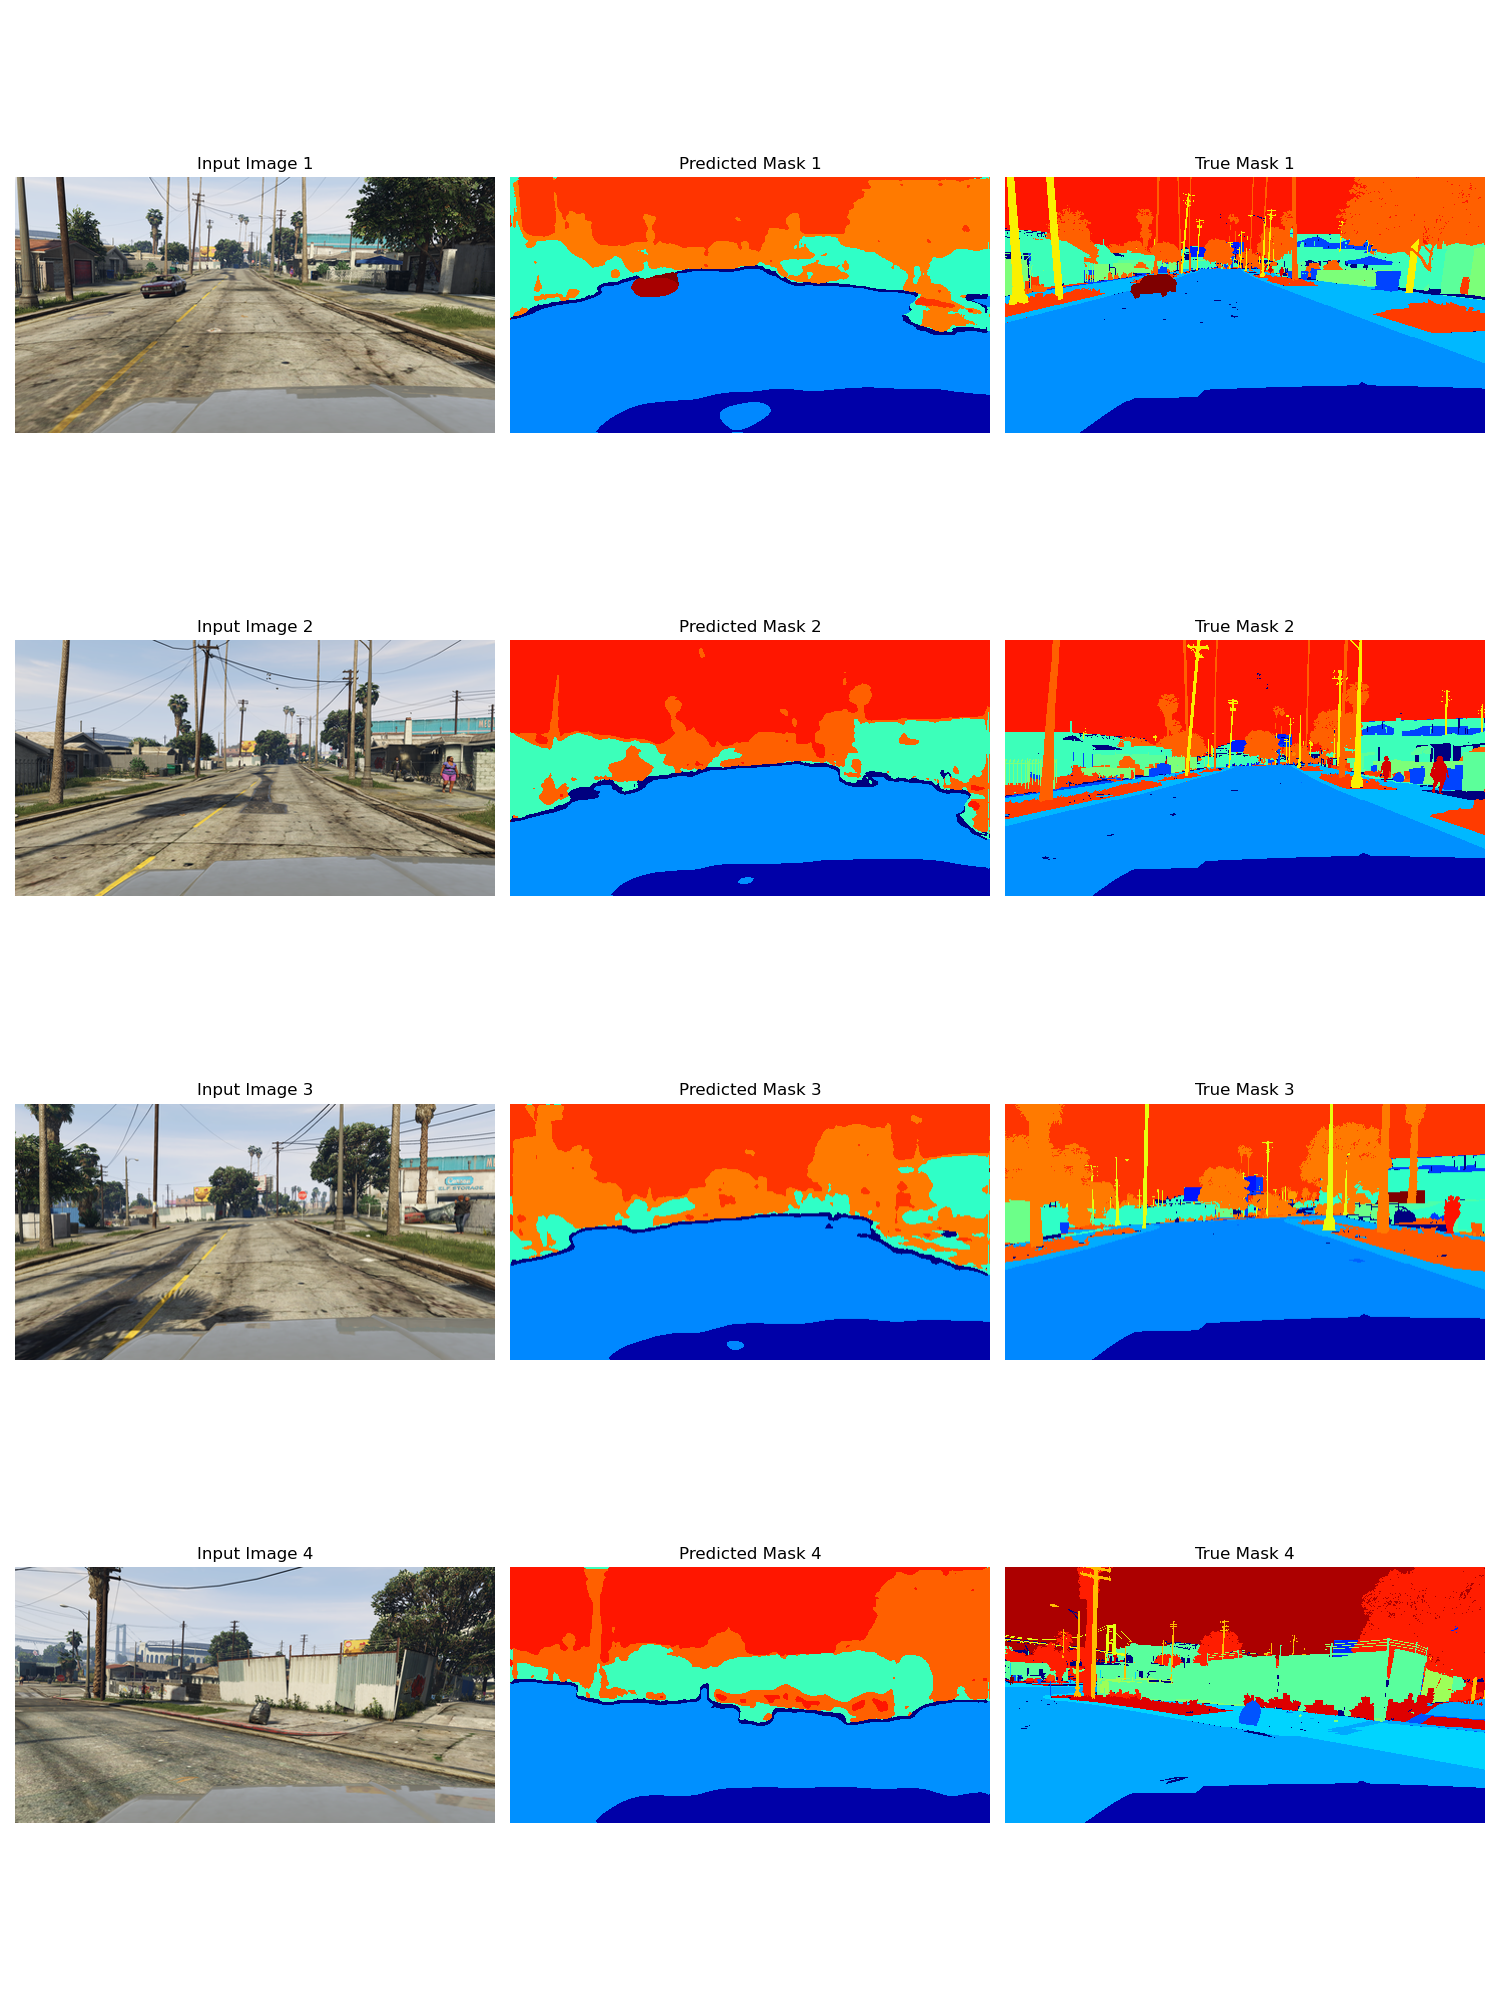 Input Image 1
Predicted Mask 1
True Mask 1
Input Image 2
Predicted Mask 2
True Mask 2
Input Image 3
Predicted Mask 3
True Mask 3
Input Image 4
Predicted Mask 4
True Mask 4